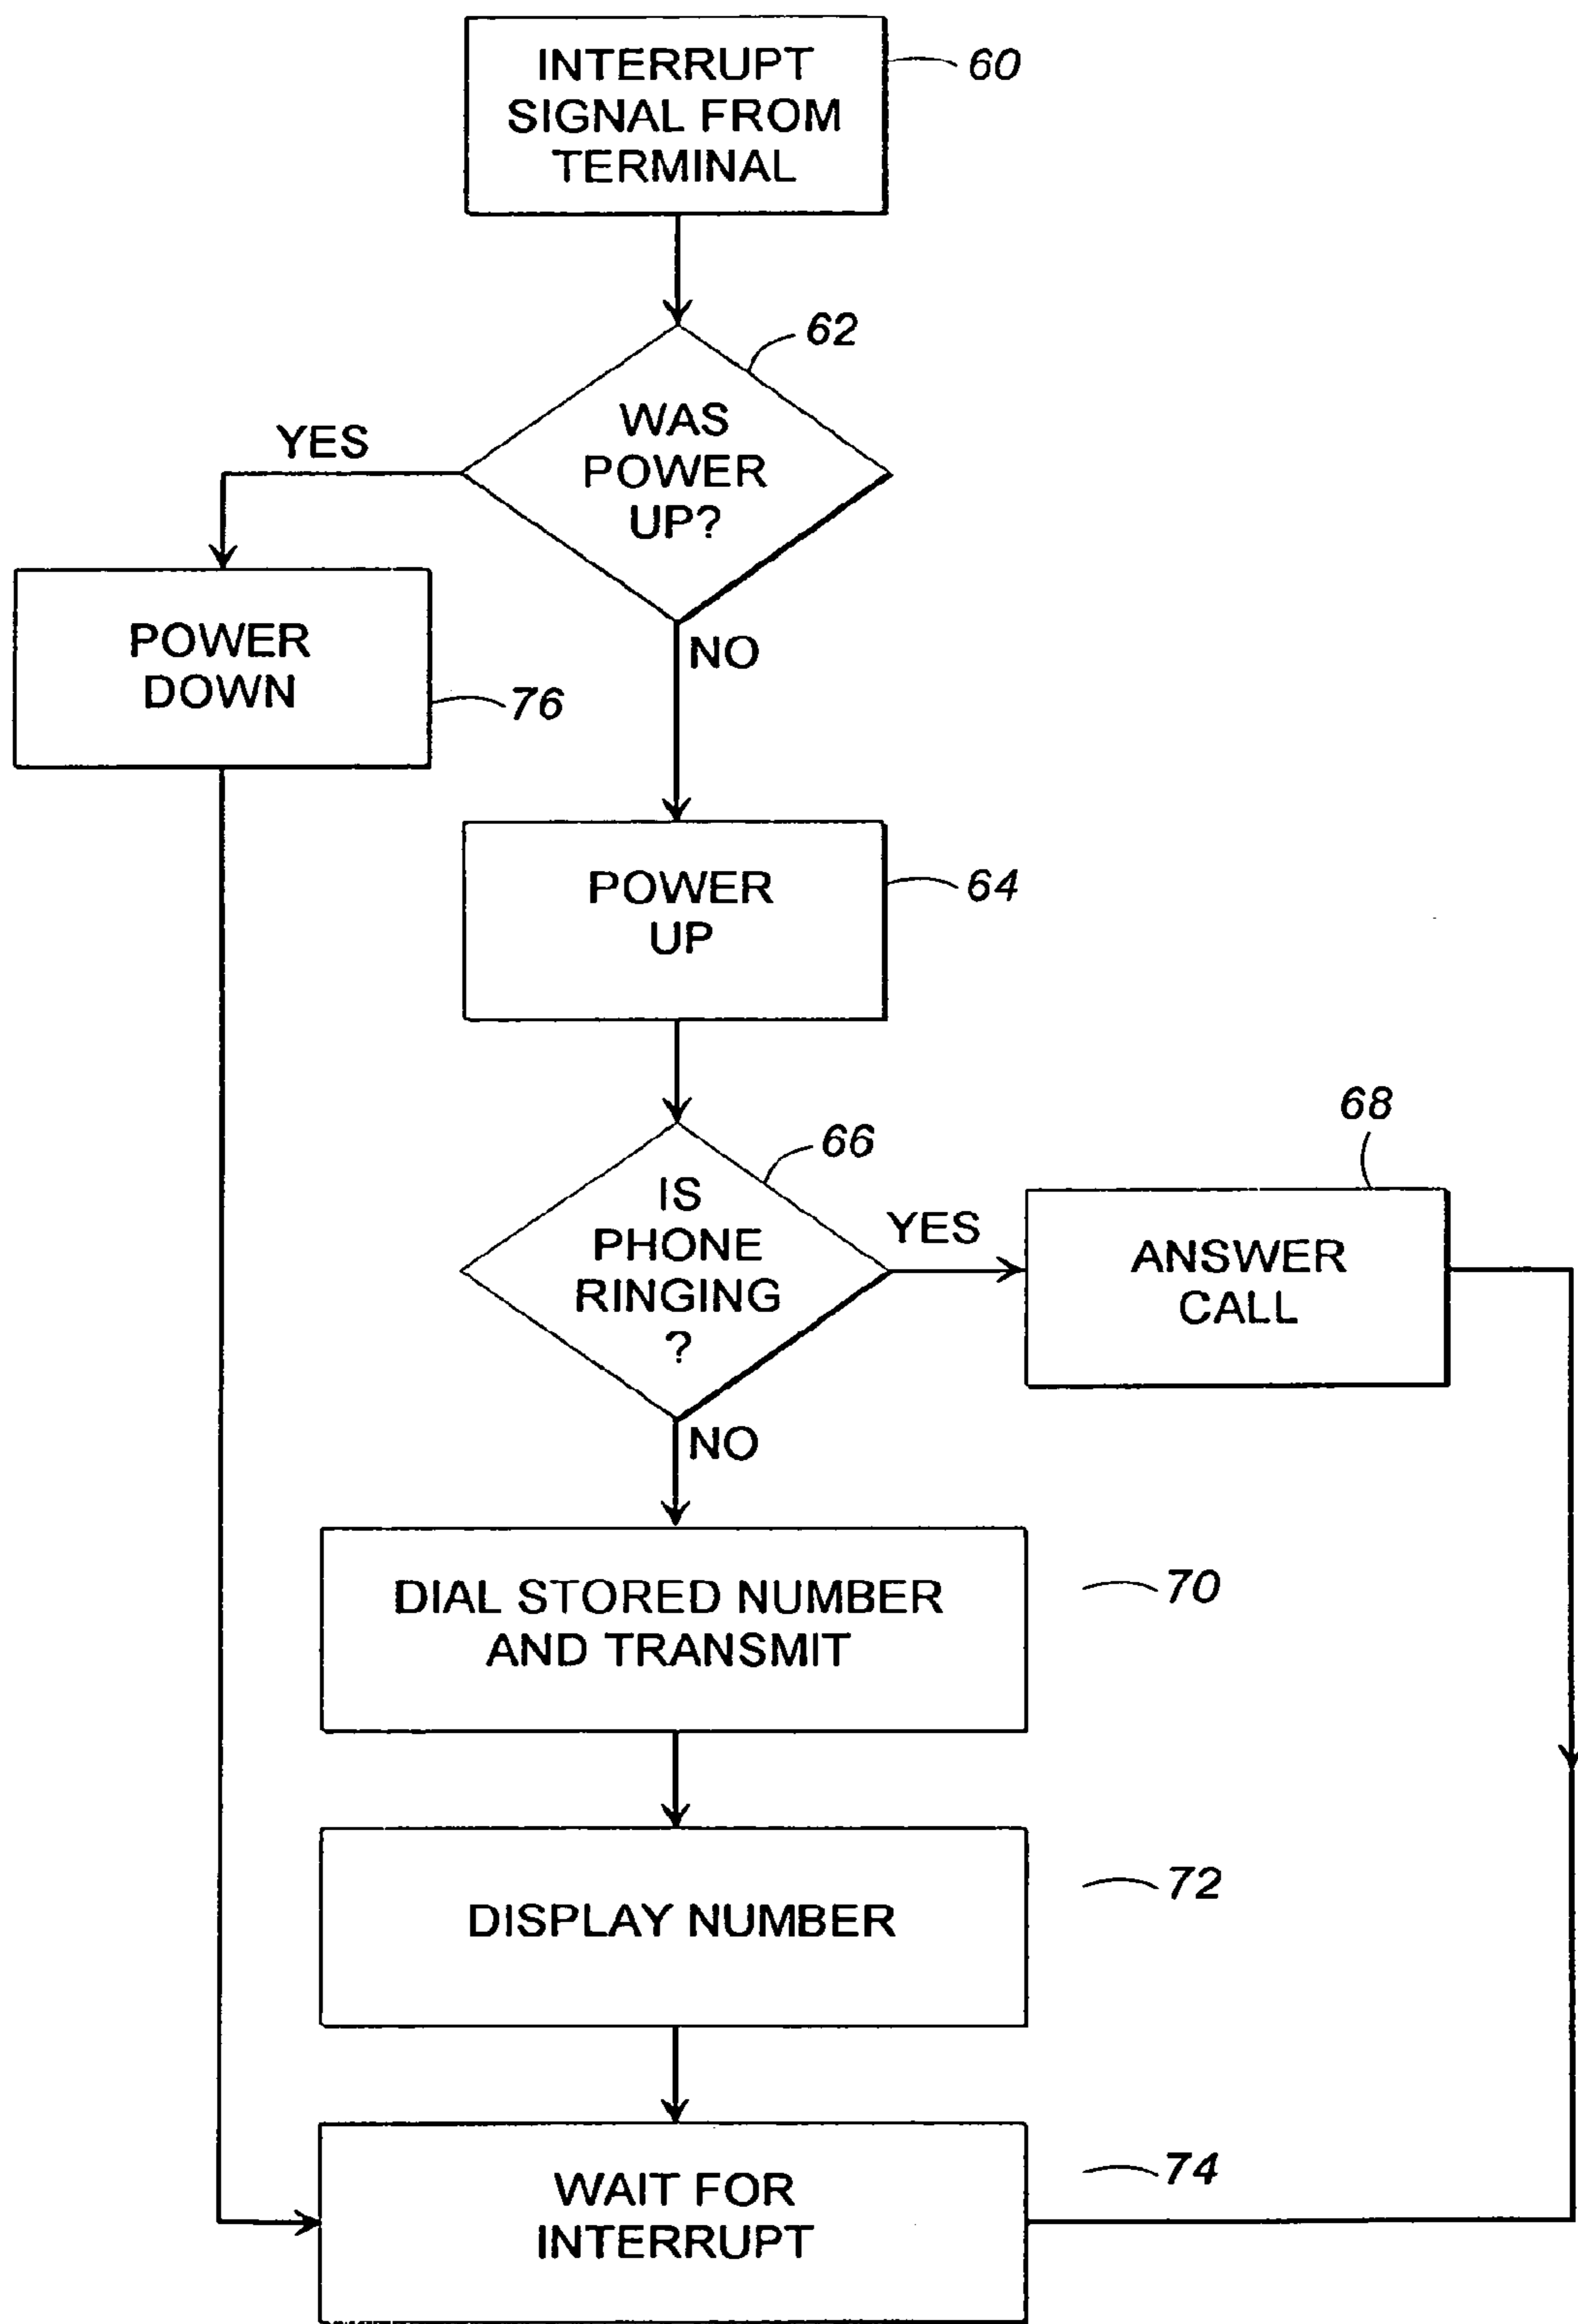 INTERRUPT
SIGNAL FROM
TERMINAL
60
62
WAS
POWER
UP?
YES
NO
POWER
DOWN
76
POWER
UP
64
66
IS
PHONE
RINGING
?
YES
68
ANSWER
CALL
NO
DIAL STORED NUMBER
AND TRANSMIT
70
DISPLAY NUMBER
72
WAIT FOR
INTERRUPT
74